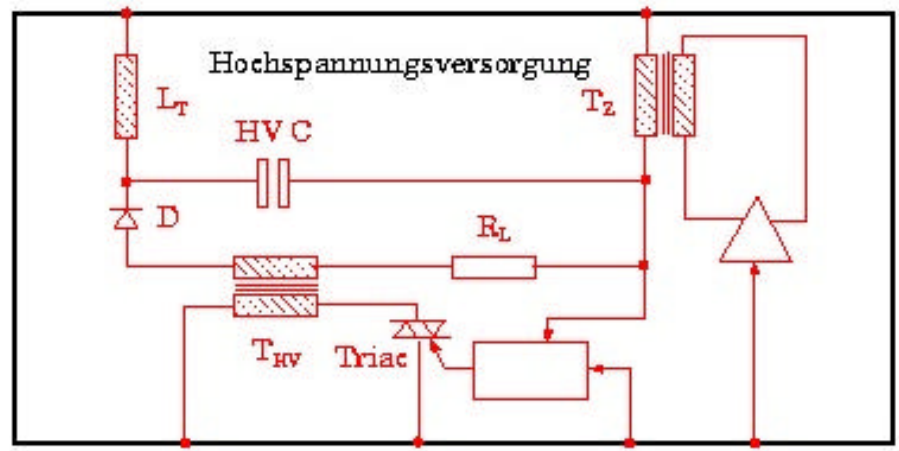 Hochspannungsversorgung
L_T
T_Z
HV C
D
R_L
T_HV
Triac